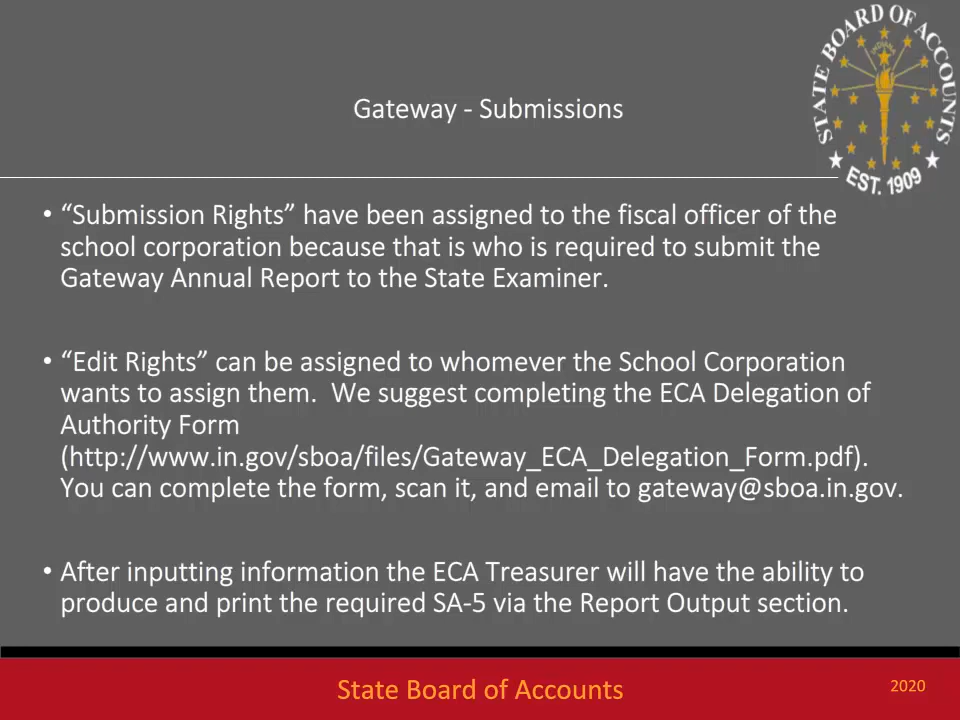 STATE BOARD OF ACCOUNTS
INDIANA
EST. 1909
Gateway - Submissions
• “Submission Rights” have been assigned to the fiscal officer of the
school corporation because that is who is required to submit the
Gateway Annual Report to the State Examiner.
• “Edit Rights” can be assigned to whomever the School Corporation
wants to assign them.  We suggest completing the ECA Delegation of
Authority Form
(http://www.in.gov/sboa/files/Gateway_ECA_Delegation_Form.pdf).
You can complete the form, scan it, and email to gateway@sboa.in.gov.
• After inputting information the ECA Treasurer will have the ability to
produce and print the required SA-5 via the Report Output section.
State Board of Accounts
2020